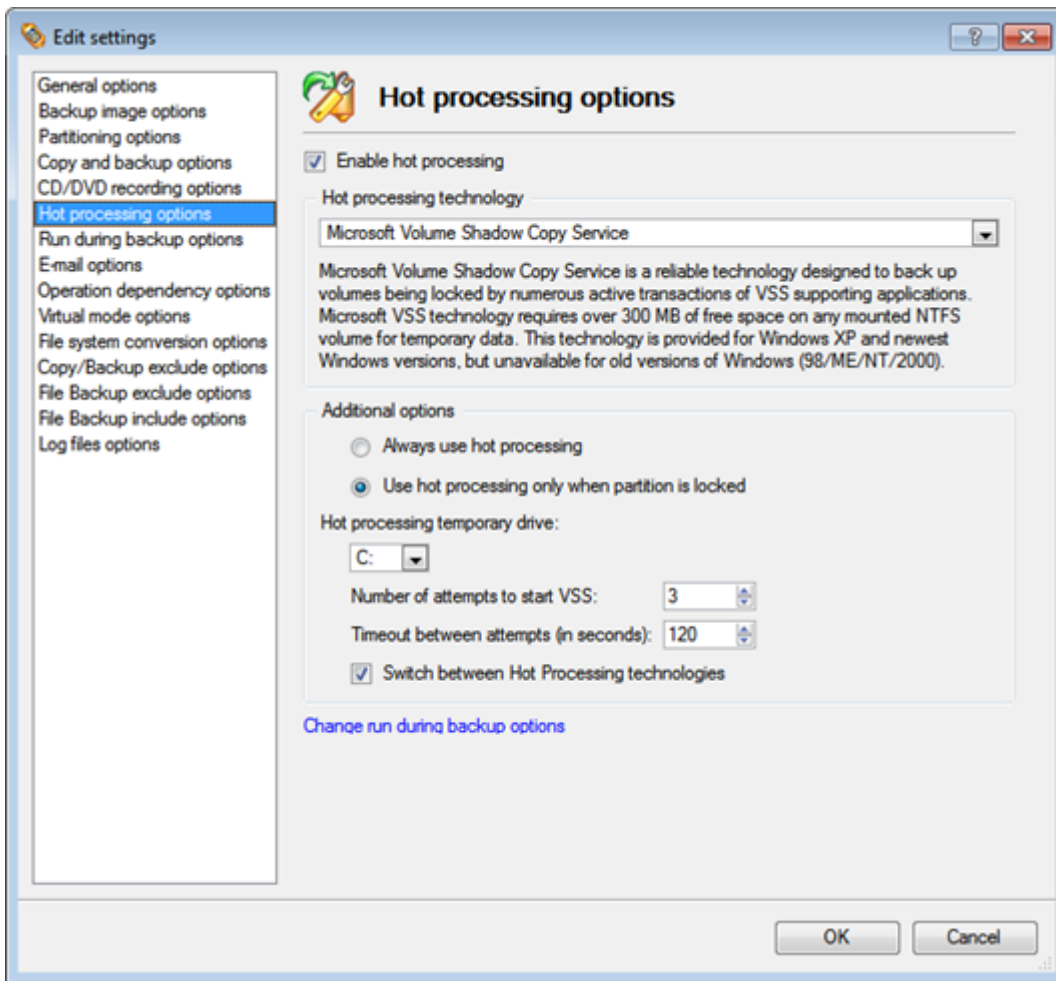 Edit settings
General options
Backup image options
Partitioning options
Copy and backup options
CD/DVD recording options
Hot processing options
Run during backup options
E-mail options
Operation dependency options
Virtual mode options
File system conversion options
Copy/Backup exclude options
File Backup exclude options
File Backup include options
Log files options
Hot processing options
Enable hot processing
Hot processing technology
Microsoft Volume Shadow Copy Service
Microsoft Volume Shadow Copy Service is a reliable technology designed to back up
volumes being locked by numerous active transactions of VSS supporting applications.
Microsoft VSS technology requires over 300 MB of free space on any mounted NTFS
volume for temporary data. This technology is provided for Windows XP and newest
Windows versions, but unavailable for old versions of Windows (98/ME/NT/2000).
Additional options
Always use hot processing
Use hot processing only when partition is locked
Hot processing temporary drive:
C:
Number of attempts to start VSS: 3
Timeout between attempts (in seconds): 120
Switch between Hot Processing technologies
Change run during backup options
OK Cancel